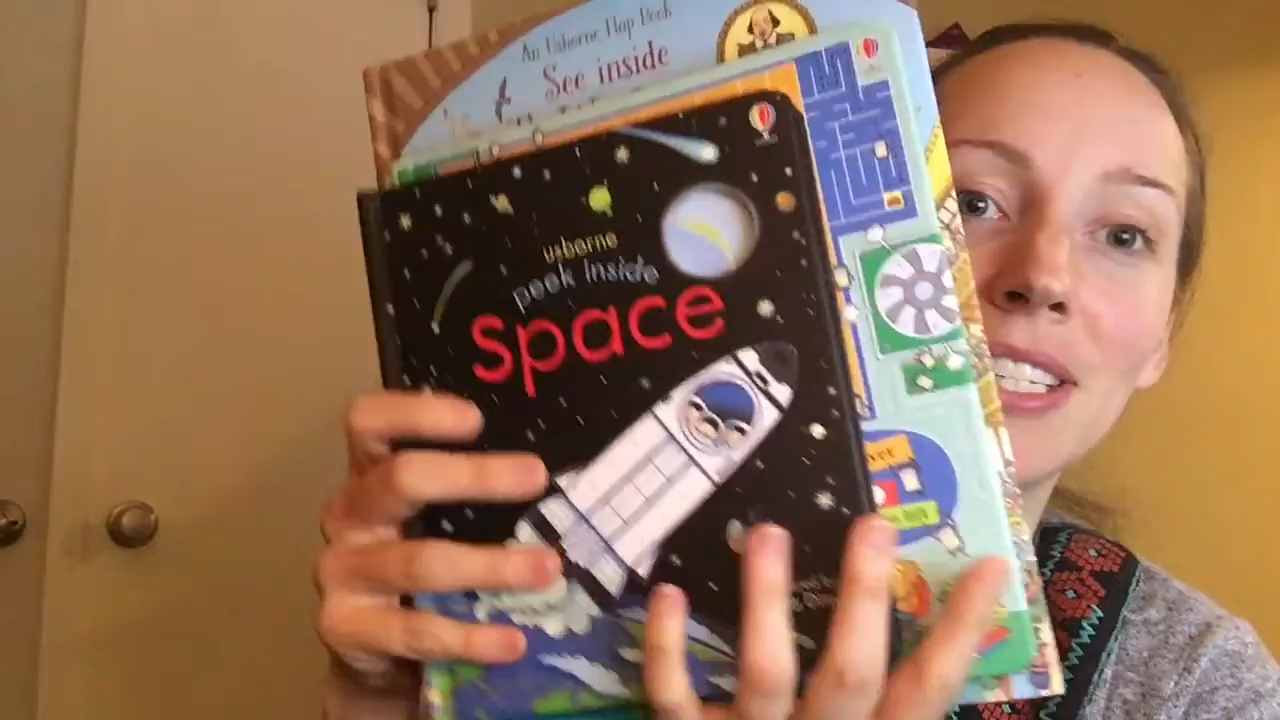 An Usborne Flap Book
See inside
usborne
peek inside
Space